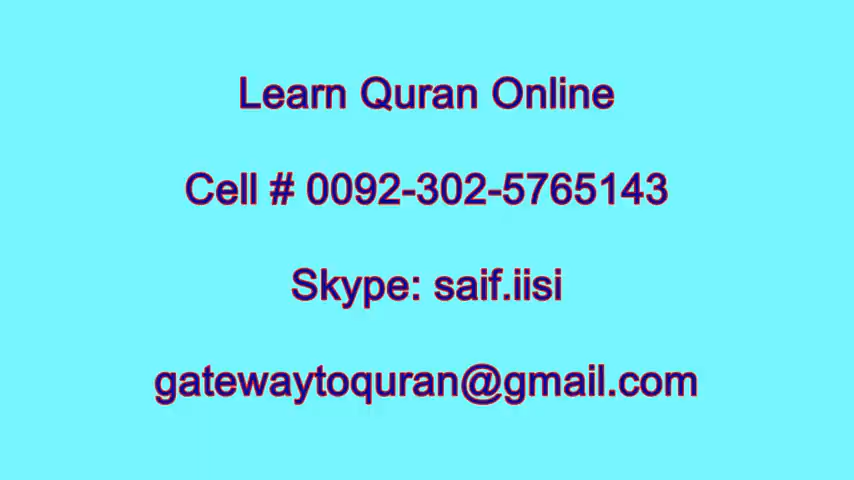 Learn Quran Online
Cell # 0092-302-5765143
Skype: saif.iisi
gatewaytoquran@gmail.com